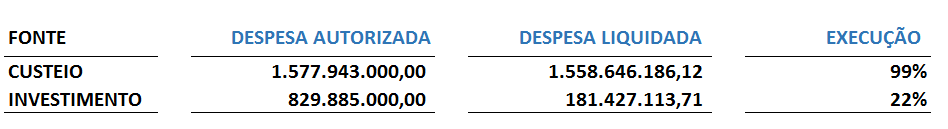 FONTE DESPESA AUTORIZADA DESPESA LIQUIDADA EXECUÇÃO
CUSTEIO 1.577.943.000,00 1.558.646.186,12 99%
INVESTIMENTO 829.885.000,00 181.427.113,71 22%